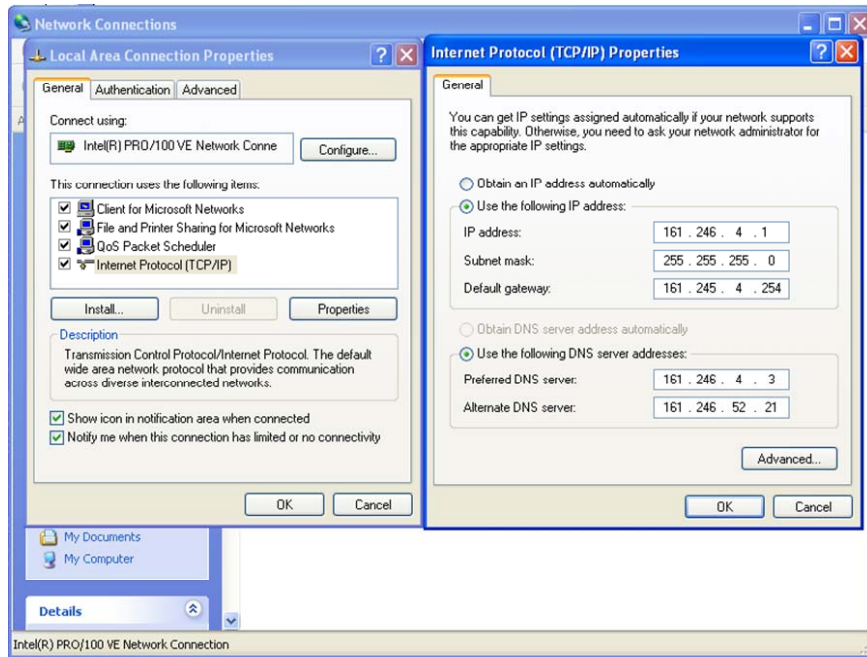 Network Connections
Local Area Connection Properties
General Authentication Advanced
Connect using:
Intel(R) PRO/100 VE Network Conne
Configure...
This connection uses the following items:
Client for Microsoft Networks
File and Printer Sharing for Microsoft Networks
QoS Packet Scheduler
Internet Protocol (TCP/IP)
Install... Uninstall Properties
Description
Transmission Control Protocol/Internet Protocol. The default
wide area network protocol that provides communication
across diverse interconnected networks.
Show icon in notification area when connected
Notify me when this connection has limited or no connectivity
OK Cancel
Internet Protocol (TCP/IP) Properties
General
You can get IP settings assigned automatically if your network supports
this capability. Otherwise, you need to ask your network administrator for
the appropriate IP settings.
Obtain an IP address automatically
Use the following IP address:
IP address: 161 . 246 . 4 . 1
Subnet mask: 255 . 255 . 255 . 0
Default gateway: 161 . 245 . 4 . 254
Obtain DNS server address automatically
Use the following DNS server addresses:
Preferred DNS server: 161 . 246 . 4 . 3
Alternate DNS server: 161 . 246 . 52 . 21
Advanced...
OK Cancel
My Documents
My Computer
Details
Intel(R) PRO/100 VE Network Connection